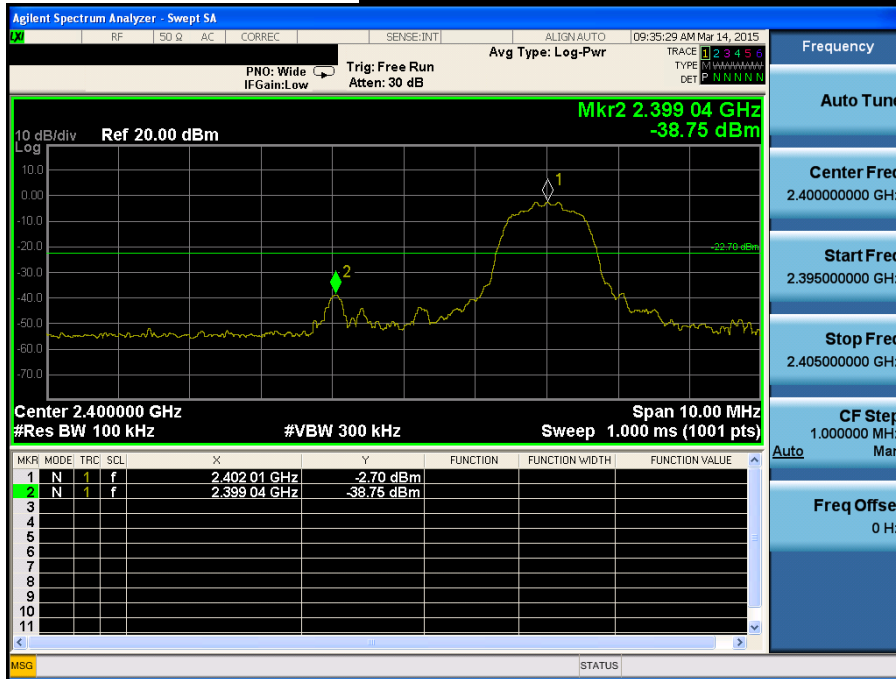 Agilent Spectrum Analyzer - Swept SA
LXI RF 50 Ω AC CORREC SENSE:INT ALIGN AUTO 09:35:29 AM Mar 14, 2015
Frequency
Avg Type: Log-Pwr TRACE 1 2 3 4 5 6
PNO: Wide Trig: Free Run TYPE M WWWWW
IFGain:Low Atten: 30 dB DET P N N N N N
Auto Tune
Mkr2 2.399 04 GHz
-38.75 dBm
10 dB/div Ref 20.00 dBm
Log
10.0
0.00
-10.0
-20.0
-30.0
-40.0
-50.0
-60.0
-70.0
1
2
-22.70 dBm
Center Freq
2.400000000 GHz
Start Freq
2.395000000 GHz
Stop Freq
2.405000000 GHz
Center 2.400000 GHz Span 10.00 MHz
#Res BW 100 kHz #VBW 300 kHz Sweep 1.000 ms (1001 pts)
CF Step
1.000000 MHz
Auto Man
MKR MODE TRC SCL X Y FUNCTION FUNCTION WIDTH FUNCTION VALUE
1 N 1 f 2.402 01 GHz -2.70 dBm
2 N 1 f 2.399 04 GHz -38.75 dBm
3
4
5
6
7
8
9
10
11
Freq Offse
0 Hz
MSG STATUS